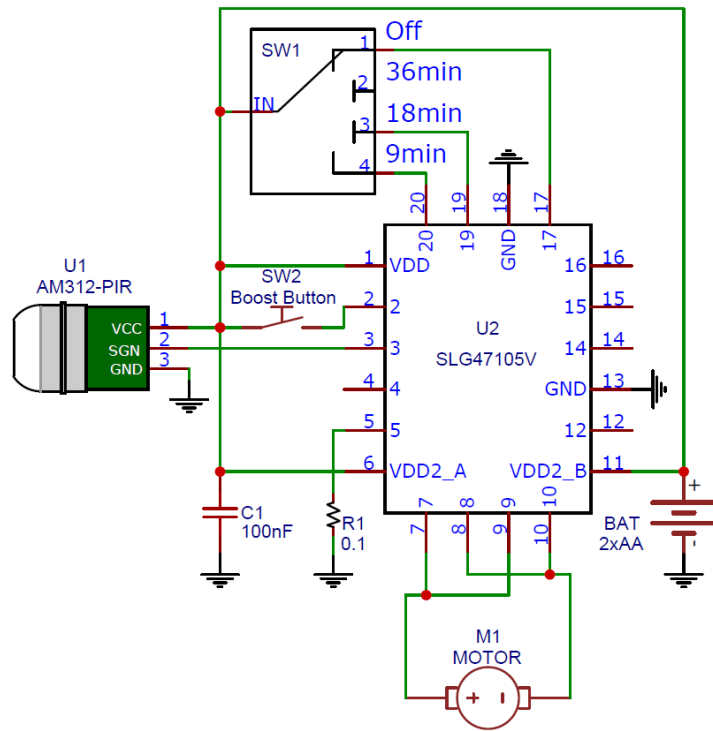 Off
SW1
1
36min
2
IN
18min
3
9min
4
20
19
18
17
20
19
GND
17
1
VDD
16
16
U1
AM312-PIR
SW2
Boost Button
2
2
15
15
VCC
1
U2
SGN
2
3
3
SLG47105V
14
14
GND
3
4
4
GND
13
5
5
12
12
6
VDD2_A
VDD2_B
11
7
8
9
10
7
8
9
10
C1
100nF
R1
0.1
BAT
2xAA
+
-
M1
MOTOR
+ -